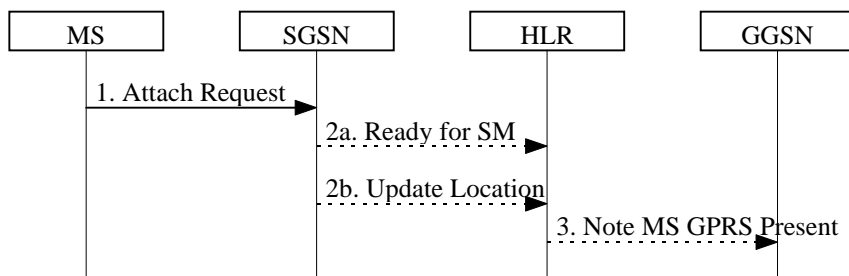 MS
SGSN
HLR
GGSN
1. Attach Request
2a. Ready for SM
2b. Update Location
3. Note MS GPRS Present